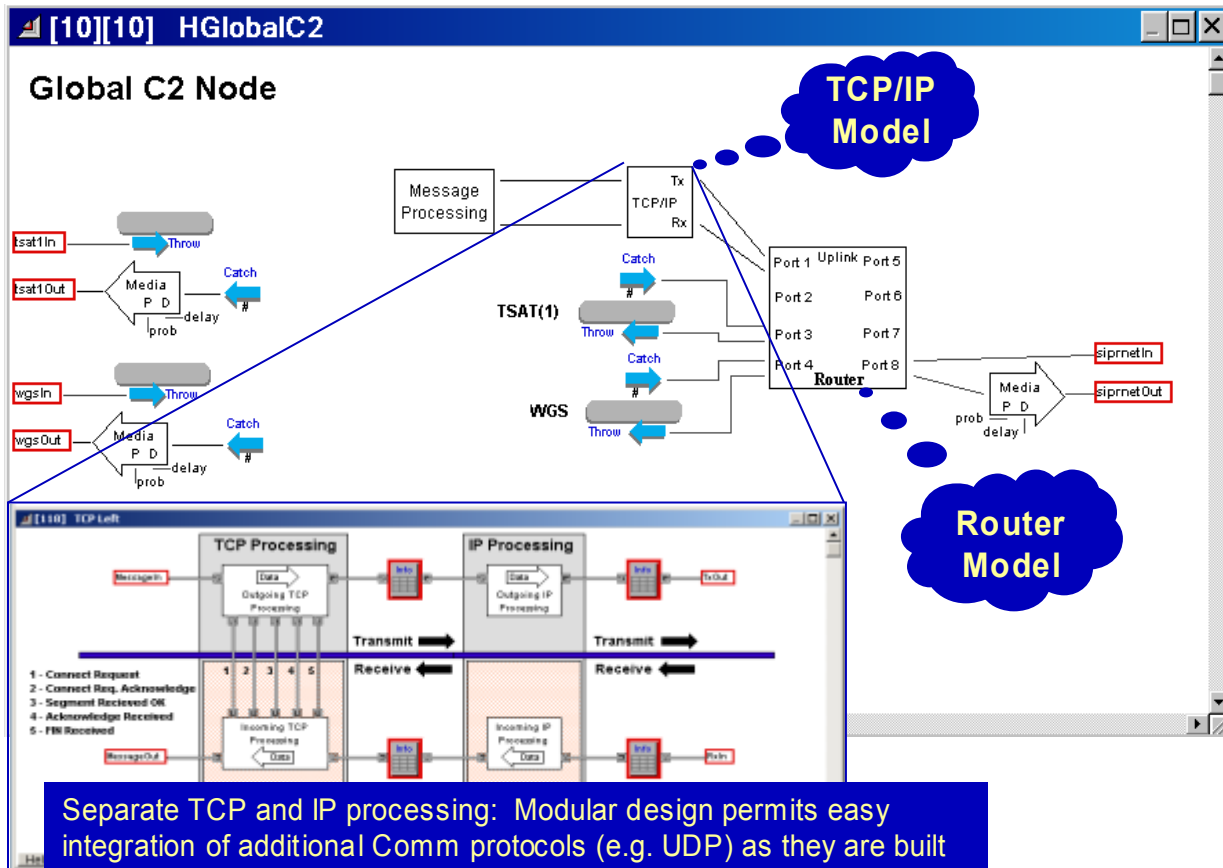 [10][10] HGlobalC2
Global C2 Node
TCP/IP
Model
Message
Processing
Tx
TCP/IP
Rx
tsat1In
Throw
tsat1Out
Media
P D
delay
prob
Catch
#
wgsIn
Throw
wgsOut
Media
P D
delay
prob
Catch
#
Catch
#
TSAT(1)
Throw
Catch
#
WGS
Throw
Port 1 Uplink Port 5
Port 2 Port 6
Port 3 Port 7
Port 4 Port 8
Router
siprnetIn
Media
P D
prob
delay
siprnetOut
Router
Model
[110] TCP Left
TCP Processing
IP Processing
MessageIn
Data
Outgoing TCP
Processing
Info
Data
Outgoing IP
Processing
Info
TxOut
Transmit
Transmit
Receive
Receive
1 2 3 4 5
1 - Connect Request
2 - Connect Req. Acknowledge
3 - Segment Recieved OK
4 - Acknowledge Received
5 - FIN Received
Incoming TCP
Processing
Data
MessageOut
Info
Incoming IP
Processing
Data
Info
RxIn
Separate TCP and IP processing: Modular design permits easy
integration of additional Comm protocols (e.g. UDP) as they are built